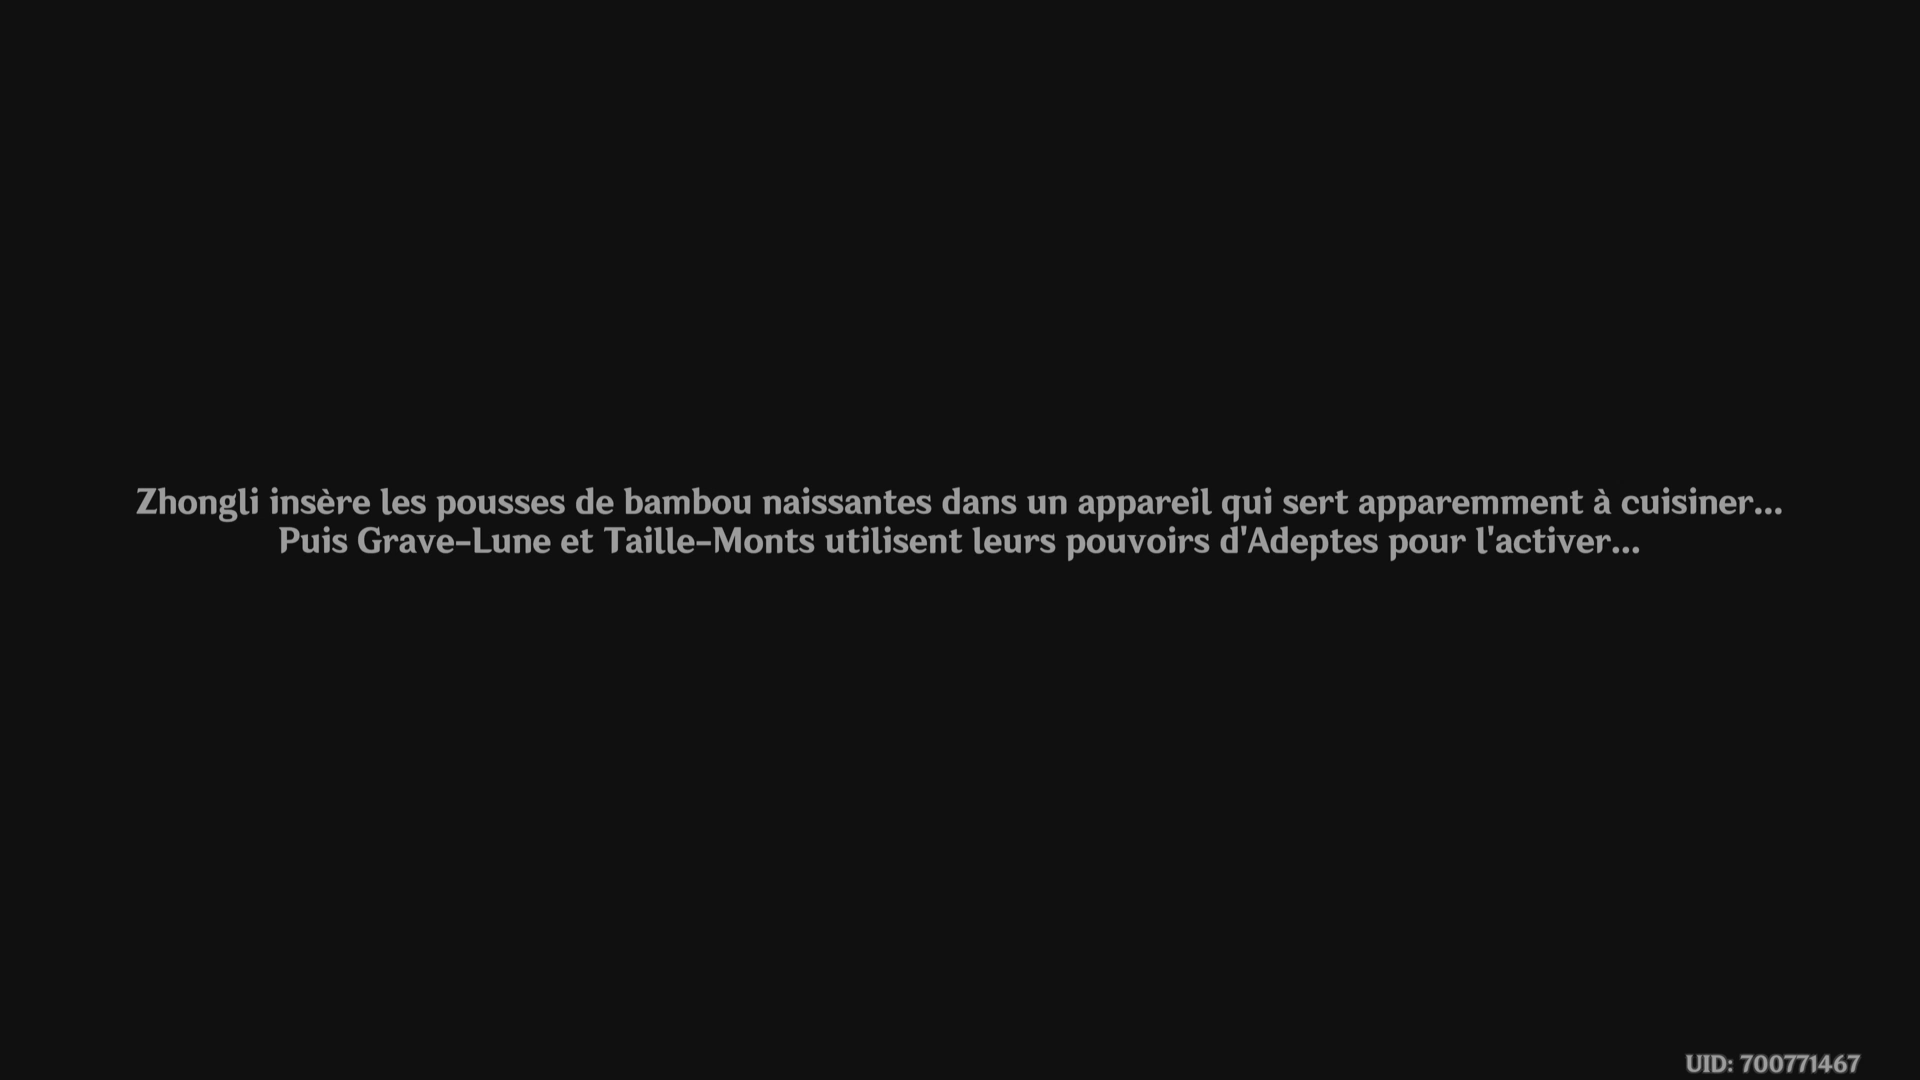 Zhongli insère les pousses de bambou naissantes dans un appareil qui sert apparemment à cuisiner...
Puis Grave-Lune et Taille-Monts utilisent leurs pouvoirs d'Adeptes pour l'activer...
UID: 700771467